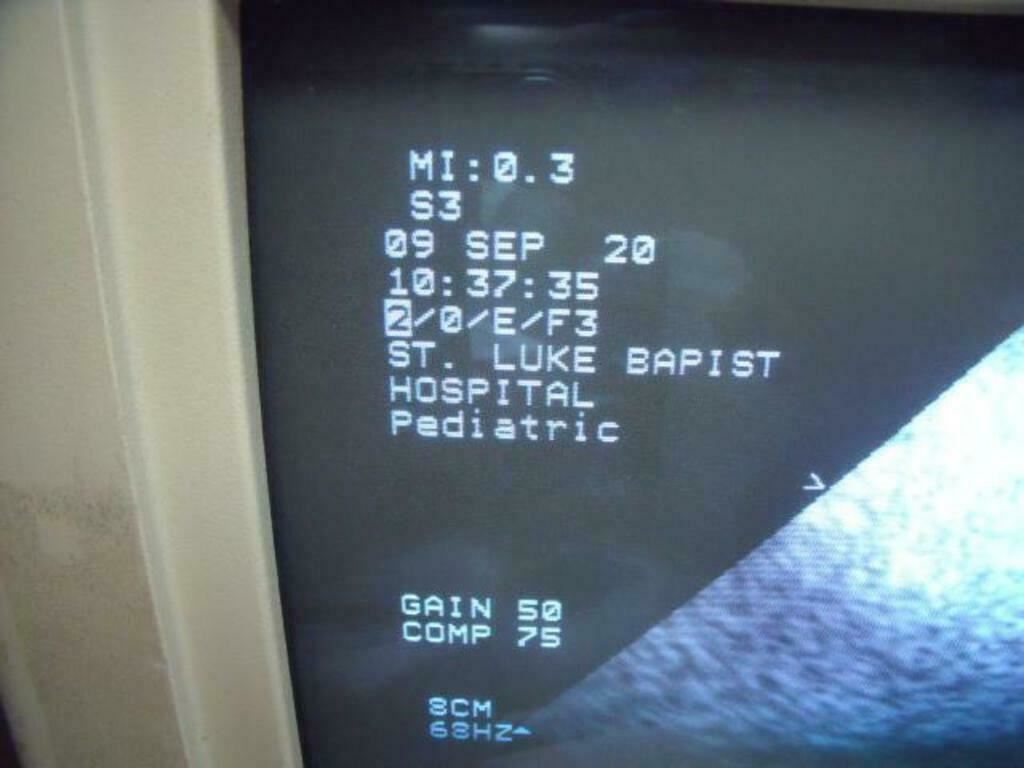 MI:0.3
S3
09 SEP 20
10:37:35
2/0/E/F3
ST. LUKE BAPIST
HOSPITAL
Pediatric
>
GAIN 50
COMP 75
8CM
68HZ